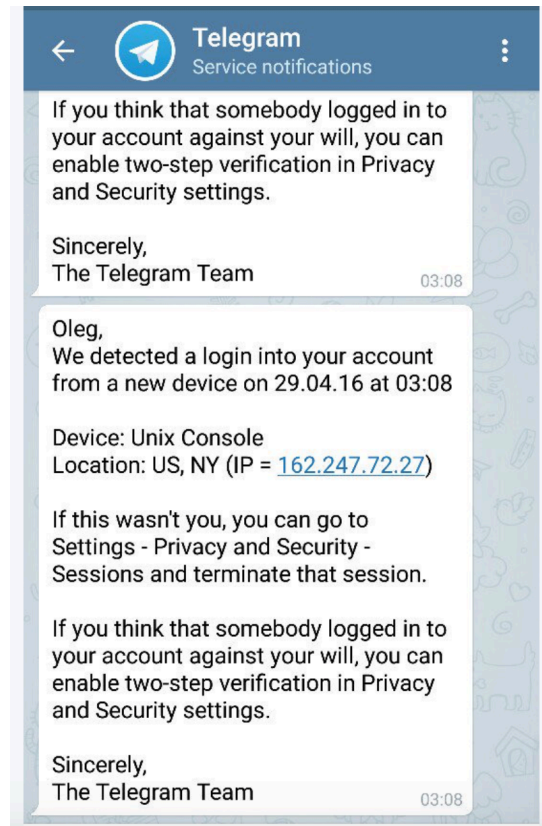 Telegram
Service notifications
If you think that somebody logged in to
your account against your will, you can
enable two-step verification in Privacy
and Security settings.
Sincerely,
The Telegram Team
03:08
Oleg,
We detected a login into your account
from a new device on 29.04.16 at 03:08
Device: Unix Console
Location: US, NY (IP = 162.247.72.27)
If this wasn't you, you can go to
Settings - Privacy and Security -
Sessions and terminate that session.
If you think that somebody logged in to
your account against your will, you can
enable two-step verification in Privacy
and Security settings.
Sincerely,
The Telegram Team
03:08